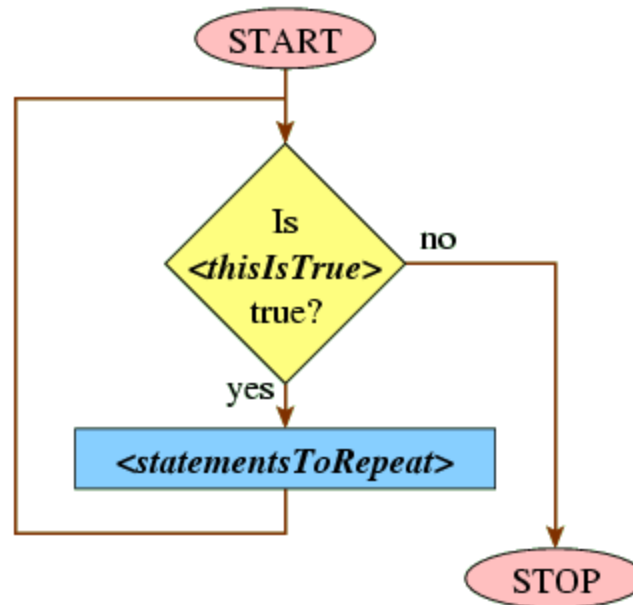 START
Is
<thisIsTrue>
true?
no
yes
<statementsToRepeat>
STOP